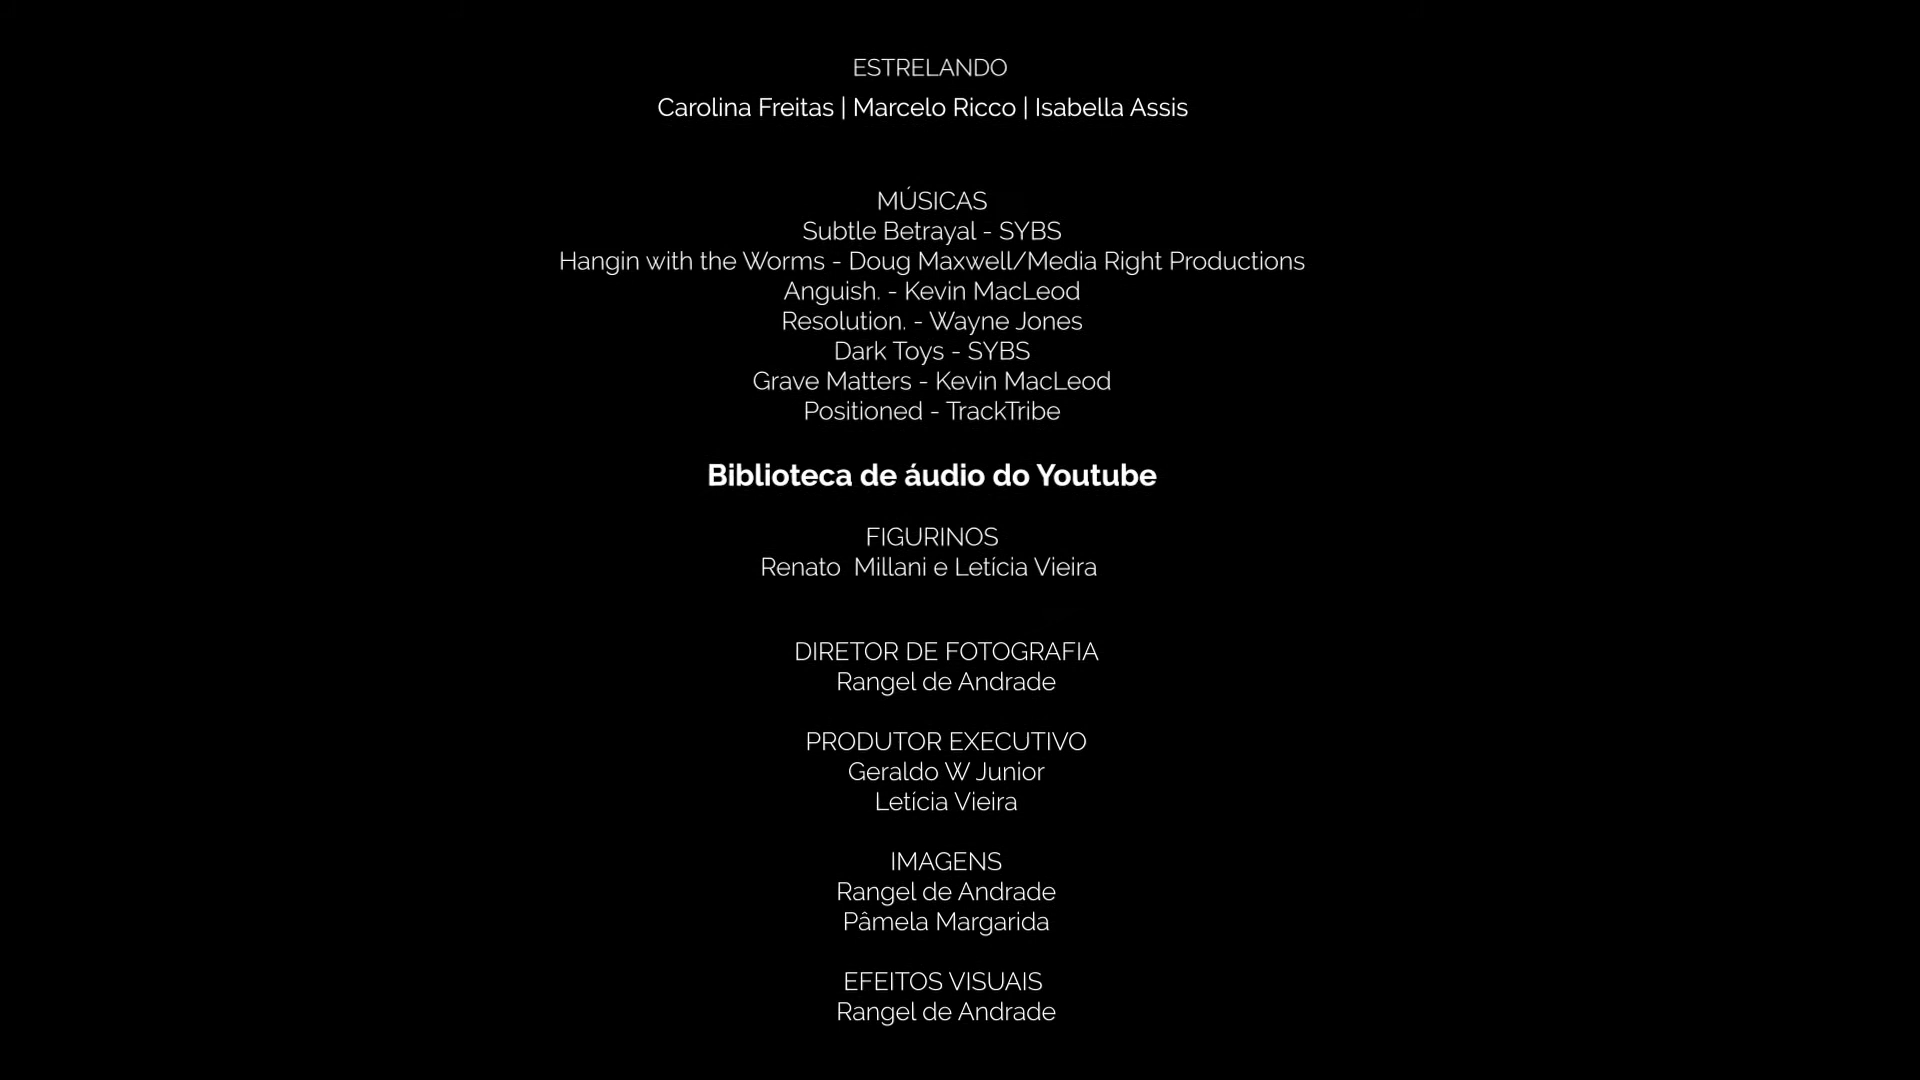 ESTRELANDO
Carolina Freitas | Marcelo Ricco | Isabella Assis
MÚSICAS
Subtle Betrayal - SYBS
Hangin with the Worms - Doug Maxwell/Media Right Productions
Anguish. - Kevin MacLeod
Resolution. - Wayne Jones
Dark Toys - SYBS
Grave Matters - Kevin MacLeod
Positioned - TrackTribe
Biblioteca de áudio do Youtube
FIGURINOS
Renato  Millani e Letícia Vieira
DIRETOR DE FOTOGRAFIA
Rangel de Andrade
PRODUTOR EXECUTIVO
Geraldo W Junior
Letícia Vieira
IMAGENS
Rangel de Andrade
Pâmela Margarida
EFEITOS VISUAIS
Rangel de Andrade